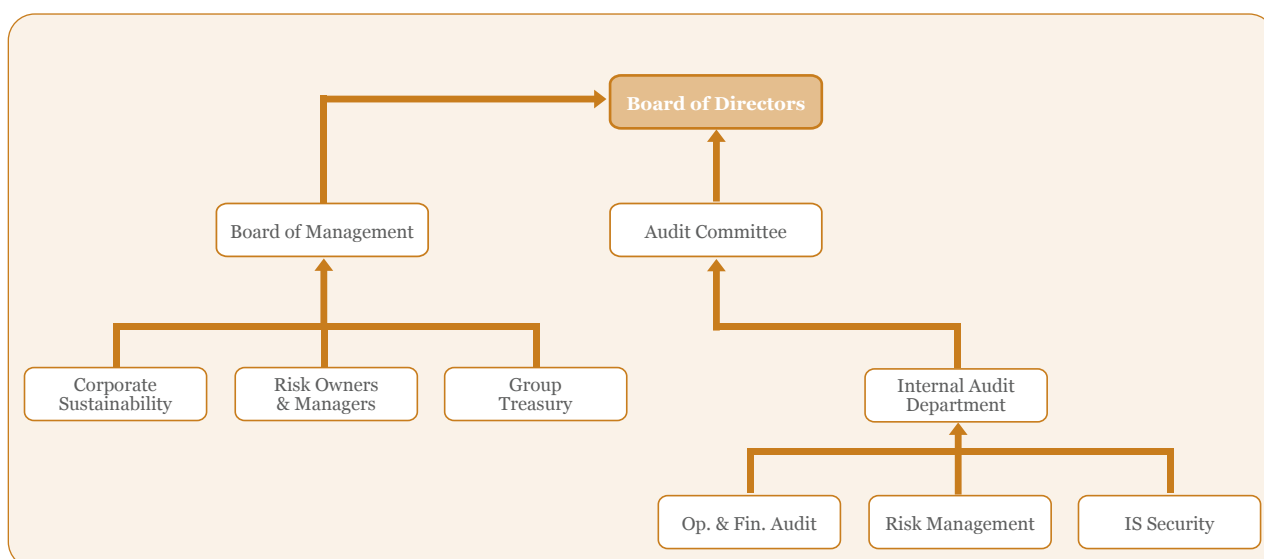 Board of Directors
Board of Management
Audit Committee
Corporate
Sustainability
Risk Owners
& Managers
Group
Treasury
Internal Audit
Department
Op. & Fin. Audit
Risk Management
IS Security